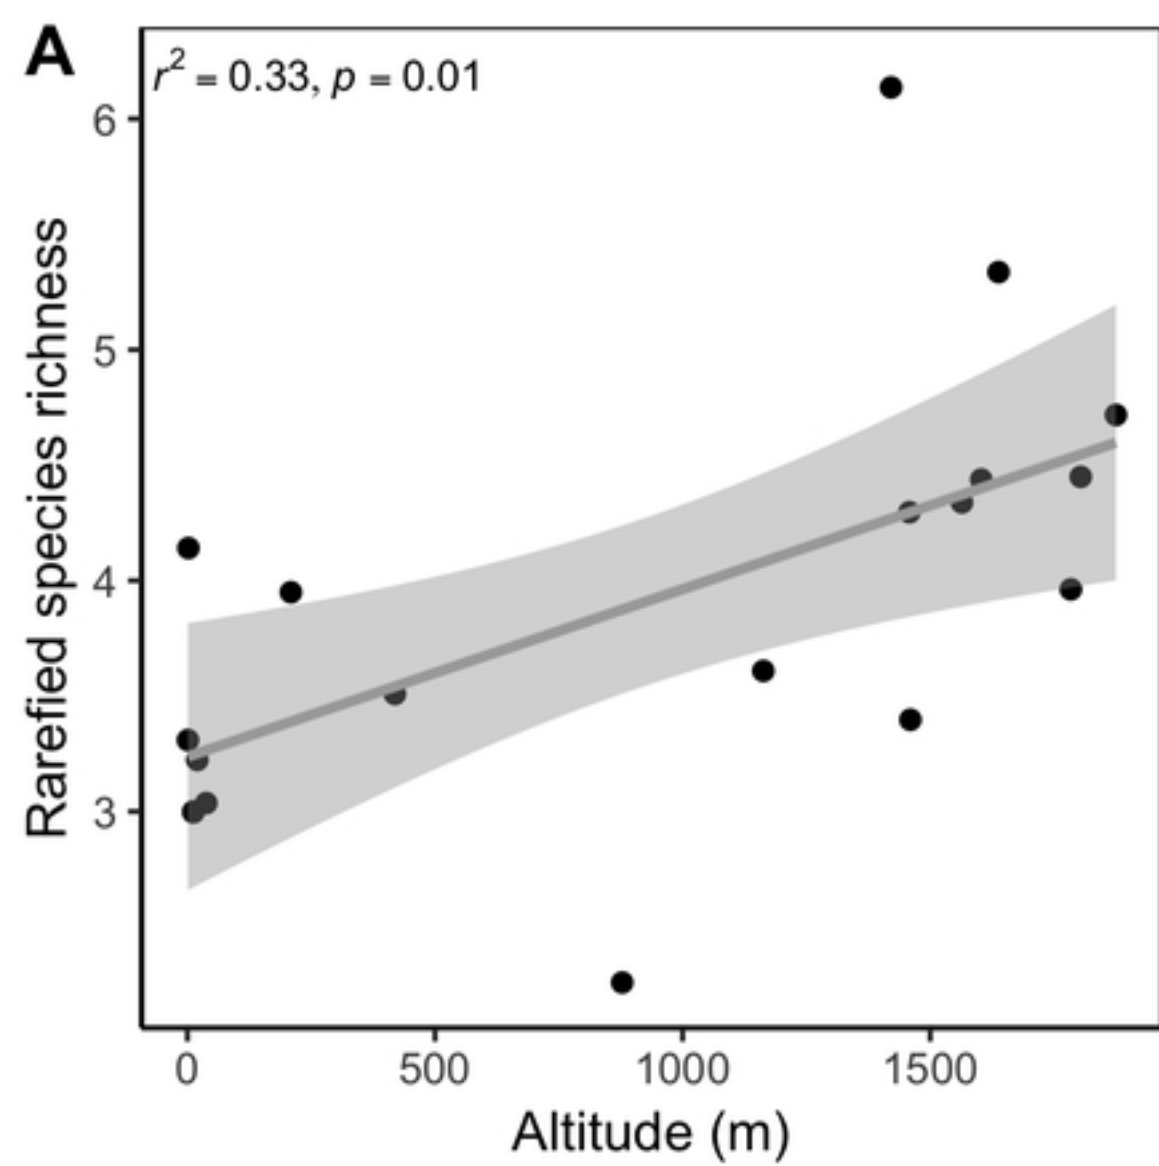 A
r² = 0.33, p = 0.01
6
5
4
3
Rarefied species richness
0 500 1000 1500
Altitude (m)